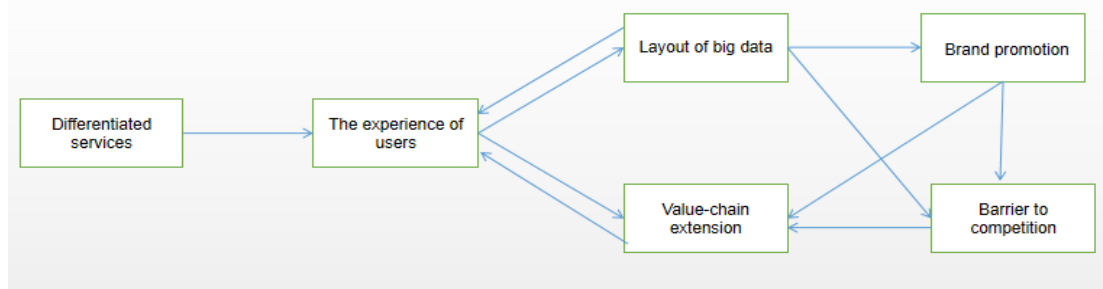 Layout of big data
Brand promotion
Differentiated
services
The experience of
users
Value-chain
extension
Barrier to
competition